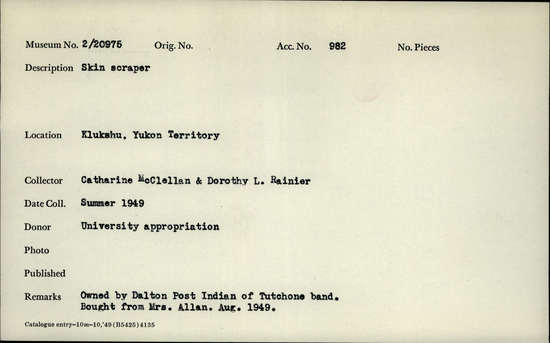 Museum No. 2/20975 Orig. No. Acc. No. 982 No. Pieces
Description Skin scraper
Location Klukshu, Yukon Territory
Collector Catharine McClellan & Dorothy L. Rainier
Date Coll. Summer 1949
Donor University appropriation
Photo
Published
Remarks Owned by Dalton Post Indian of Tutchone band.
Bought from Mrs. Allan. Aug. 1949.
Catalogue entry-10m-10,'49 (B5425) 4135